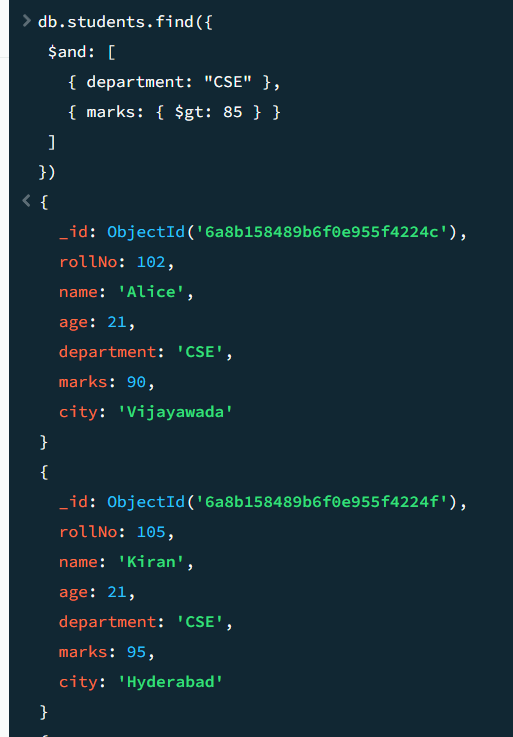 > db.students.find({
$and: [
{ department: "CSE" },
{ marks: { $gt: 85 } }
]
})
< {
_id: ObjectId('6a8b158489b6f0e955f4224c'),
rollNo: 102,
name: 'Alice',
age: 21,
department: 'CSE',
marks: 90,
city: 'Vijayawada'
}
{
_id: ObjectId('6a8b158489b6f0e955f4224f'),
rollNo: 105,
name: 'Kiran',
age: 21,
department: 'CSE',
marks: 95,
city: 'Hyderabad'
}